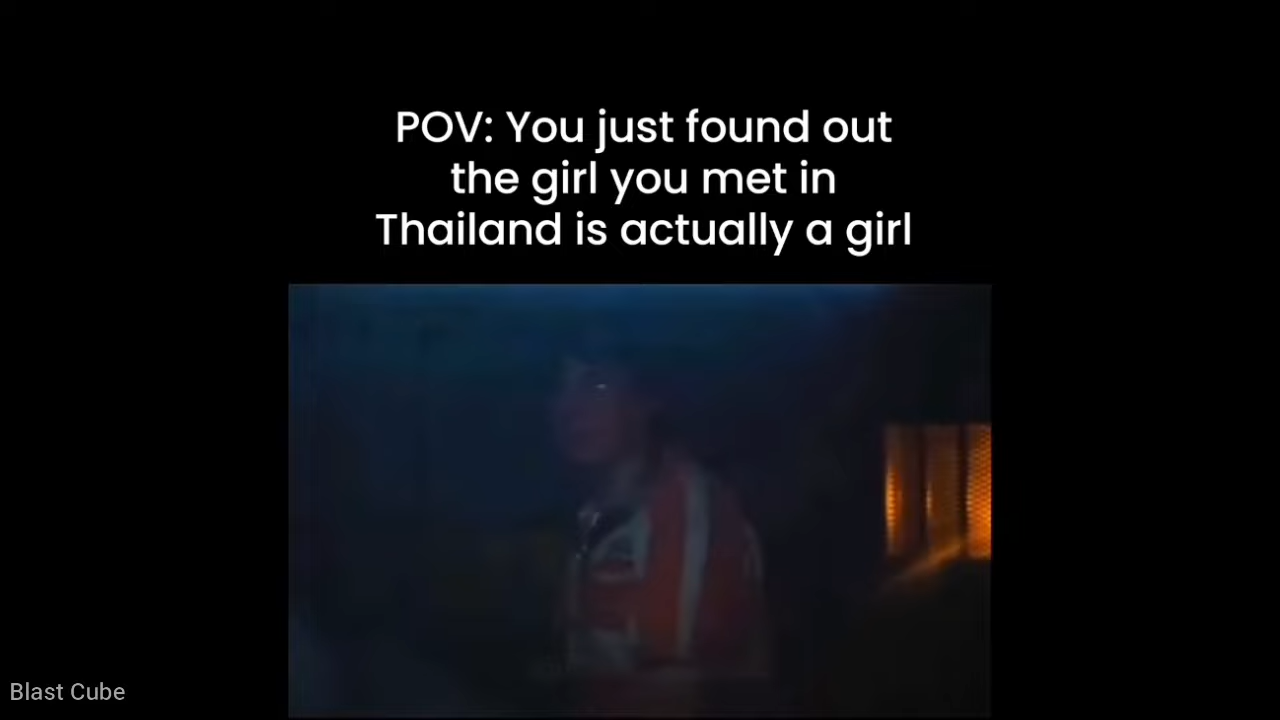 POV: You just found out
the girl you met in
Thailand is actually a girl
Blast Cube